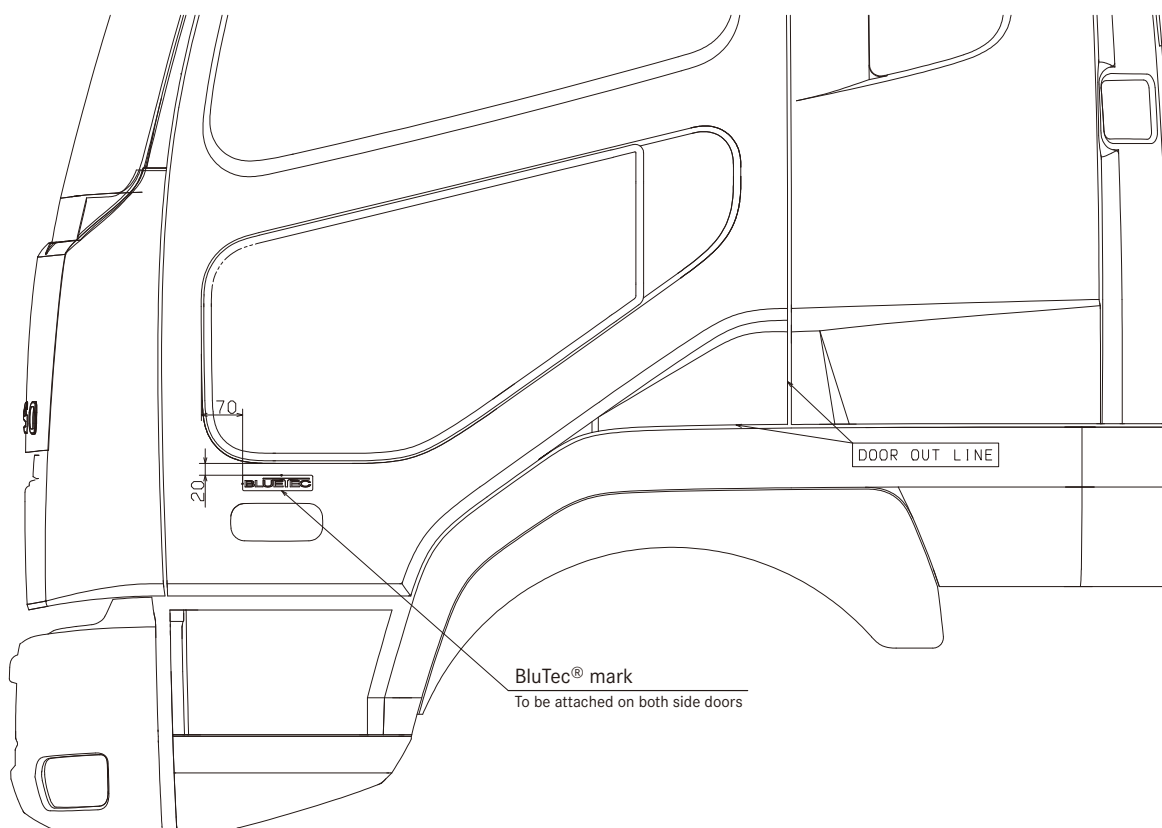 70
20
BLUETEC
DOOR OUT LINE
BluTec® mark
To be attached on both side doors